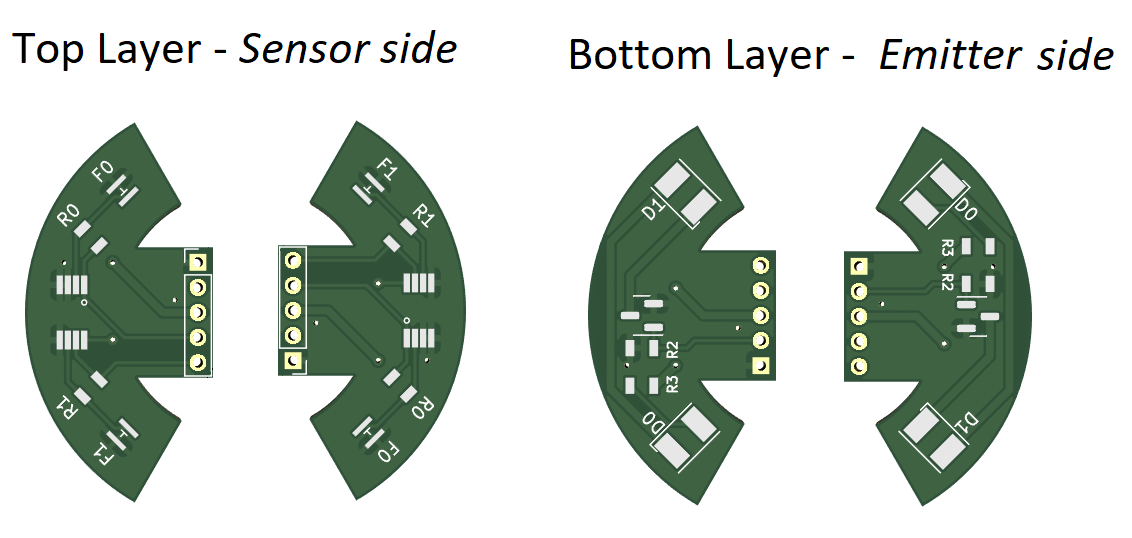 Top Layer - Sensor side
Bottom Layer - Emitter side
F0
R0
R1
F1
F1
R1
R0
F0
D1
R2
R3
D0
D0
R3
R2
D1